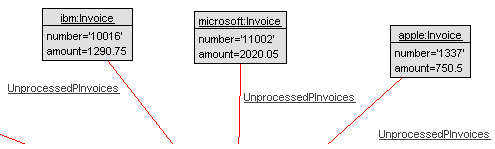 ibm:Invoice
number='10016'
amount=1290.75
microsoft:Invoice
number='11002'
amount=2020.05
apple:Invoice
number='1337'
amount=750.5
UnprocessedPInvoices
UnprocessedPInvoices
UnprocessedPInvoices